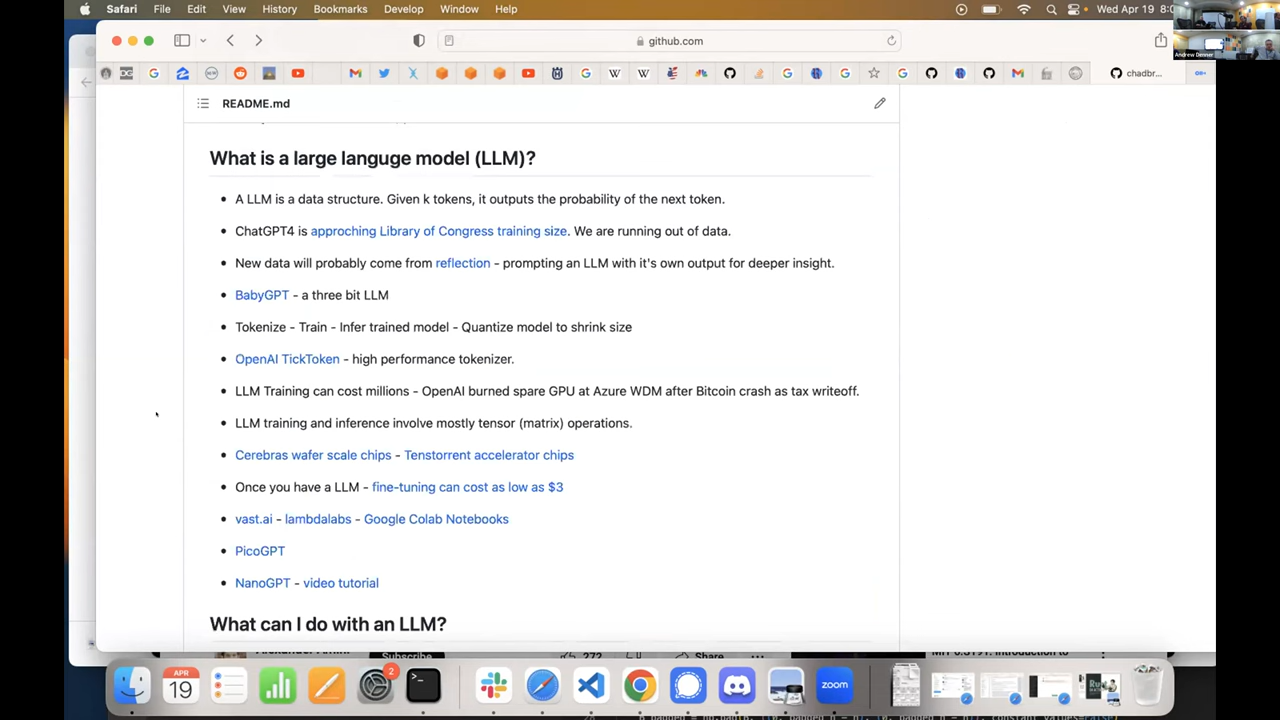 Safari File Edit View History Bookmarks Develop Window Help
Wed Apr 19
github.com
Andrew Denner
chadbr...
README.md
What is a large languge model (LLM)?
A LLM is a data structure. Given k tokens, it outputs the probability of the next token.
ChatGPT4 is approching Library of Congress training size. We are running out of data.
New data will probably come from reflection - prompting an LLM with it's own output for deeper insight.
BabyGPT - a three bit LLM
Tokenize - Train - Infer trained model - Quantize model to shrink size
OpenAI TickToken - high performance tokenizer.
LLM Training can cost millions - OpenAI burned spare GPU at Azure WDM after Bitcoin crash as tax writeoff.
LLM training and inference involve mostly tensor (matrix) operations.
Cerebras wafer scale chips - Tenstorrent accelerator chips
Once you have a LLM - fine-tuning can cost as low as $3
vast.ai - lambdalabs - Google Colab Notebooks
PicoGPT
NanoGPT - video tutorial
What can I do with an LLM?
APR
19
2
zoom